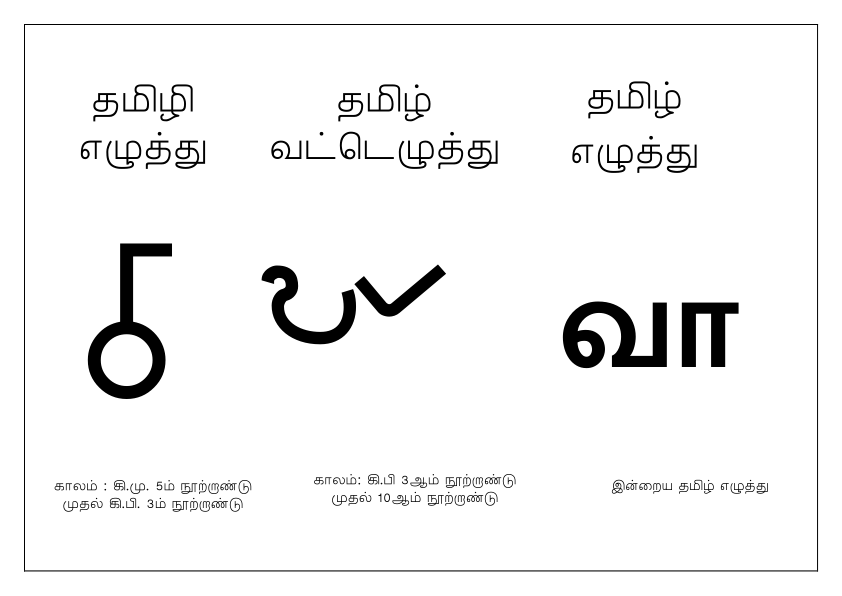 தமிழி
எழுத்து
தமிழ்
வட்டெழுத்து
தமிழ்
எழுத்து
𑀯𑀸
வா
காலம் : கி.மு. 5ம் நூற்றாண்டு
முதல் கி.பி. 3ம் நூற்றாண்டு
காலம்: கி.பி 3ஆம் நூற்றாண்டு
முதல் 10ஆம் நூற்றாண்டு
இன்றைய தமிழ் எழுத்து